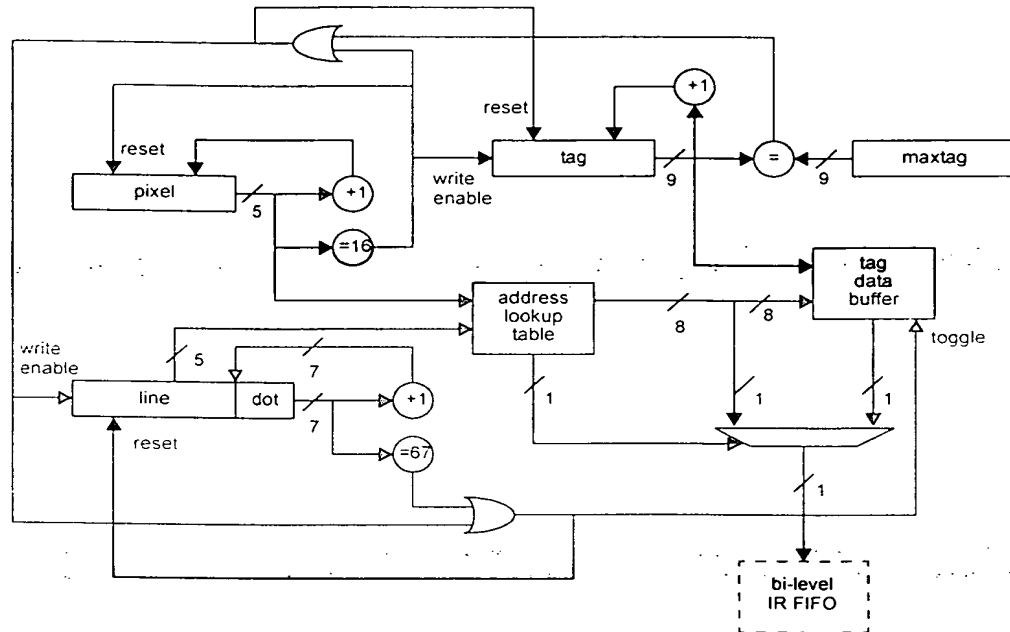 +1
reset
tag
=
maxtag
9
9
write
enable
reset
pixel
+1
5
=16
tag
data
buffer
address
lookup
table
8
8
toggle
write
enable
5
7
line
dot
+1
7
1
1
1
reset
=67
1
bi-level
IR FIFO